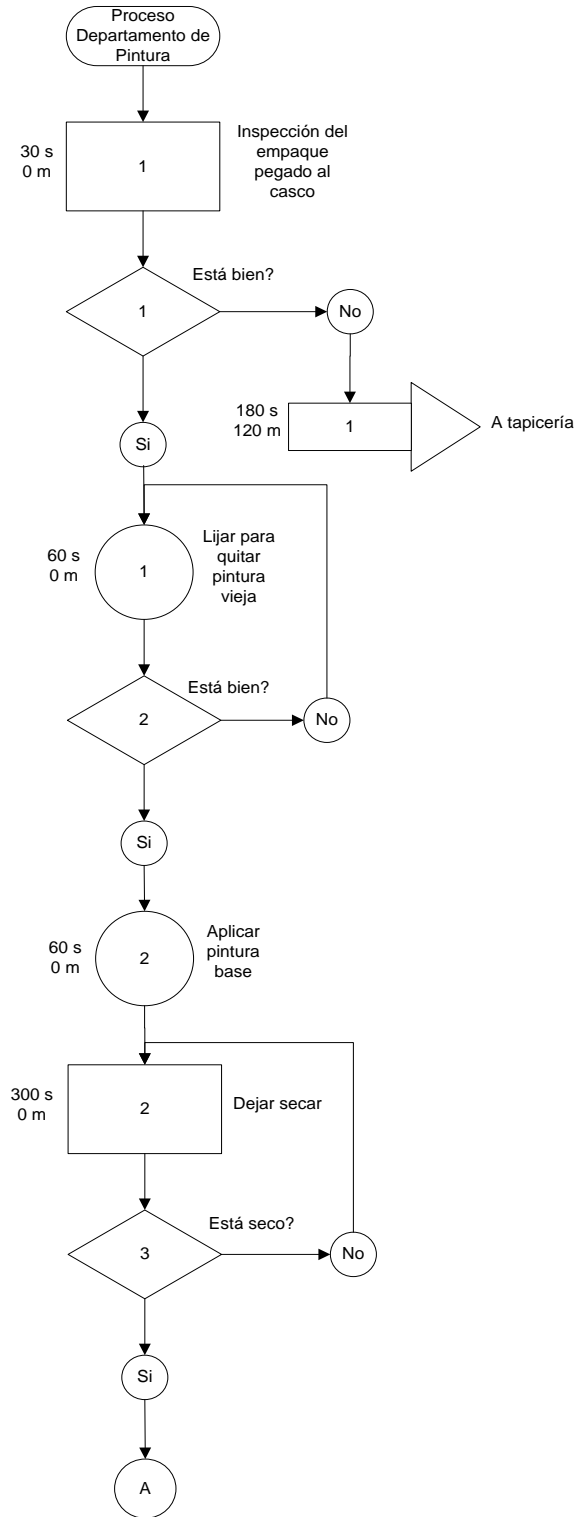 Proceso
Departamento de
Pintura
30 s
0 m
1
Inspección del
empaque
pegado al
casco
Está bien?
1
No
Si
180 s
120 m
1
A tapicería
60 s
0 m
1
Lijar para
quitar
pintura
vieja
Está bien?
2
No
Si
60 s
0 m
2
Aplicar
pintura
base
300 s
0 m
2
Dejar secar
Está seco?
3
No
Si
A